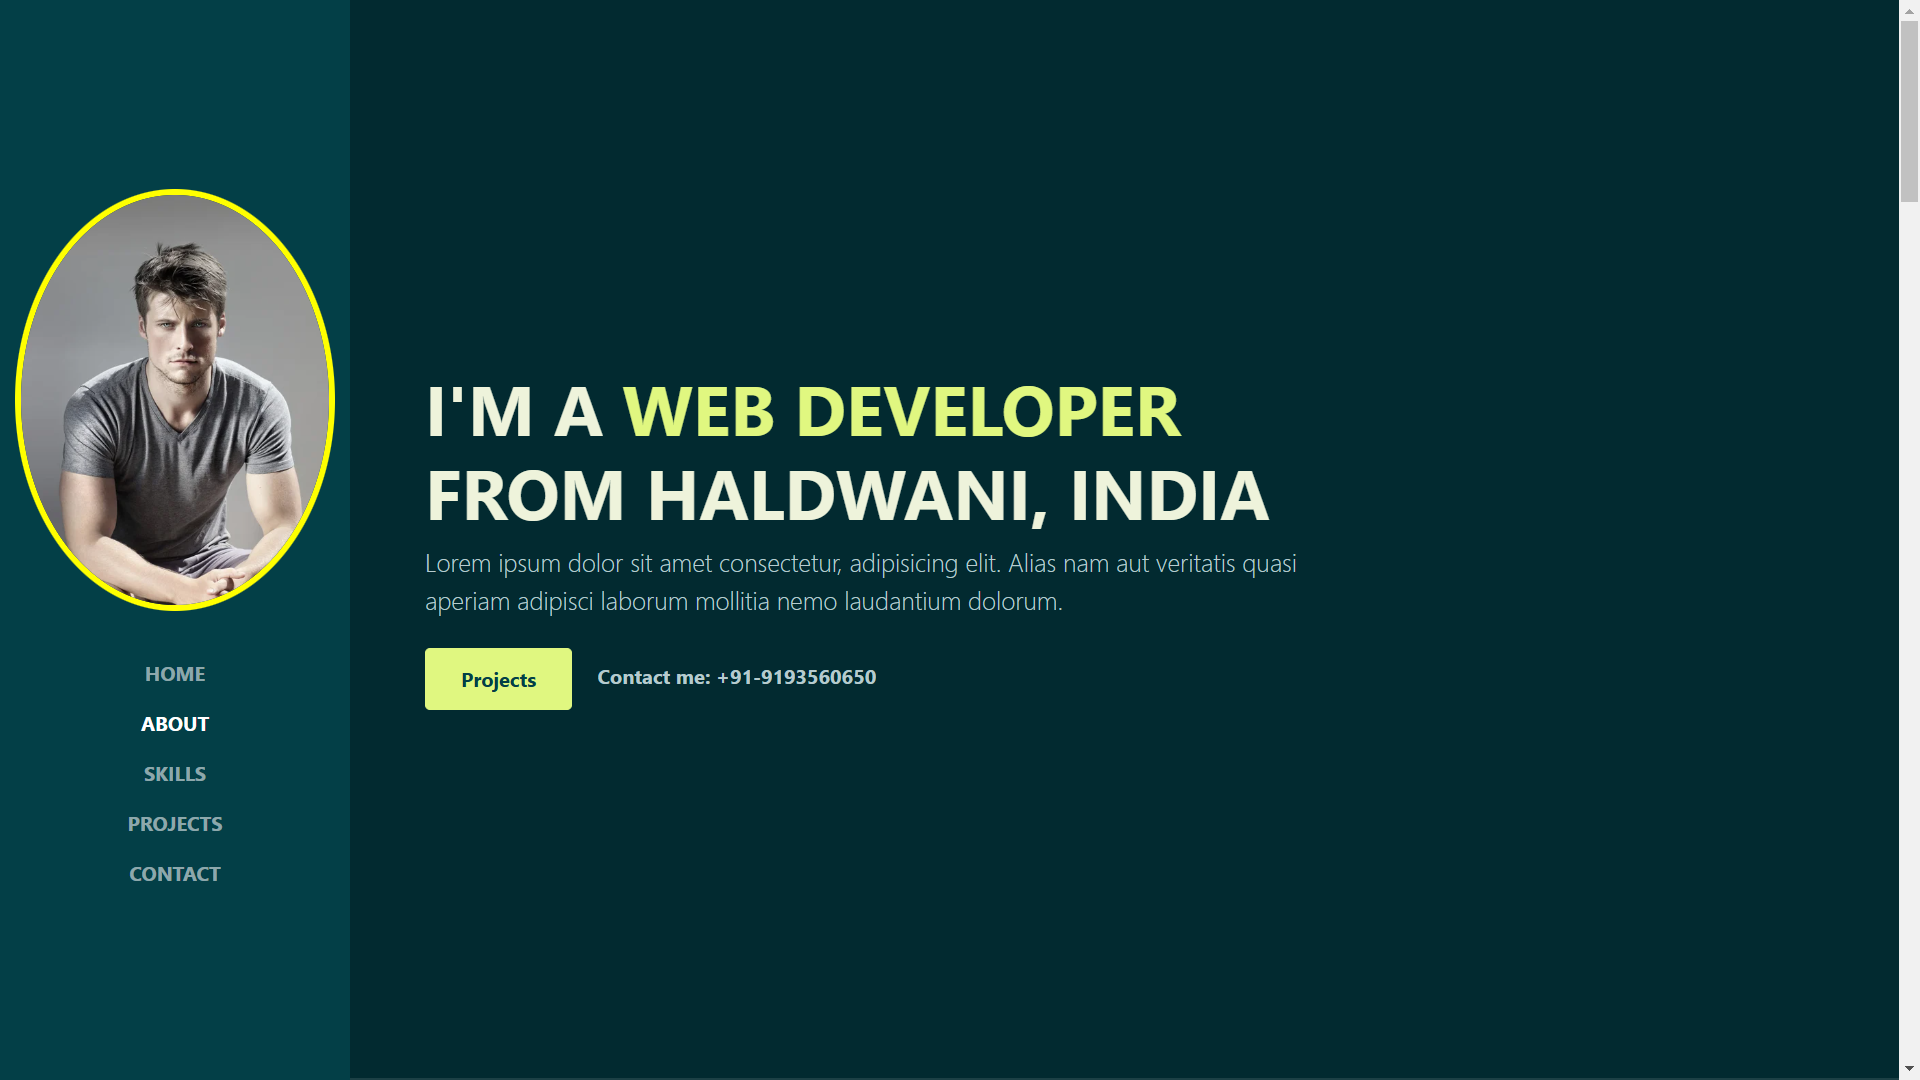 HOME
ABOUT
SKILLS
PROJECTS
CONTACT
I'M A WEB DEVELOPER
FROM HALDWANI, INDIA
Lorem ipsum dolor sit amet consectetur, adipisicing elit. Alias nam aut veritatis quasi
aperiam adipisci laborum mollitia nemo laudantium dolorum.
Projects
Contact me: +91-9193560650